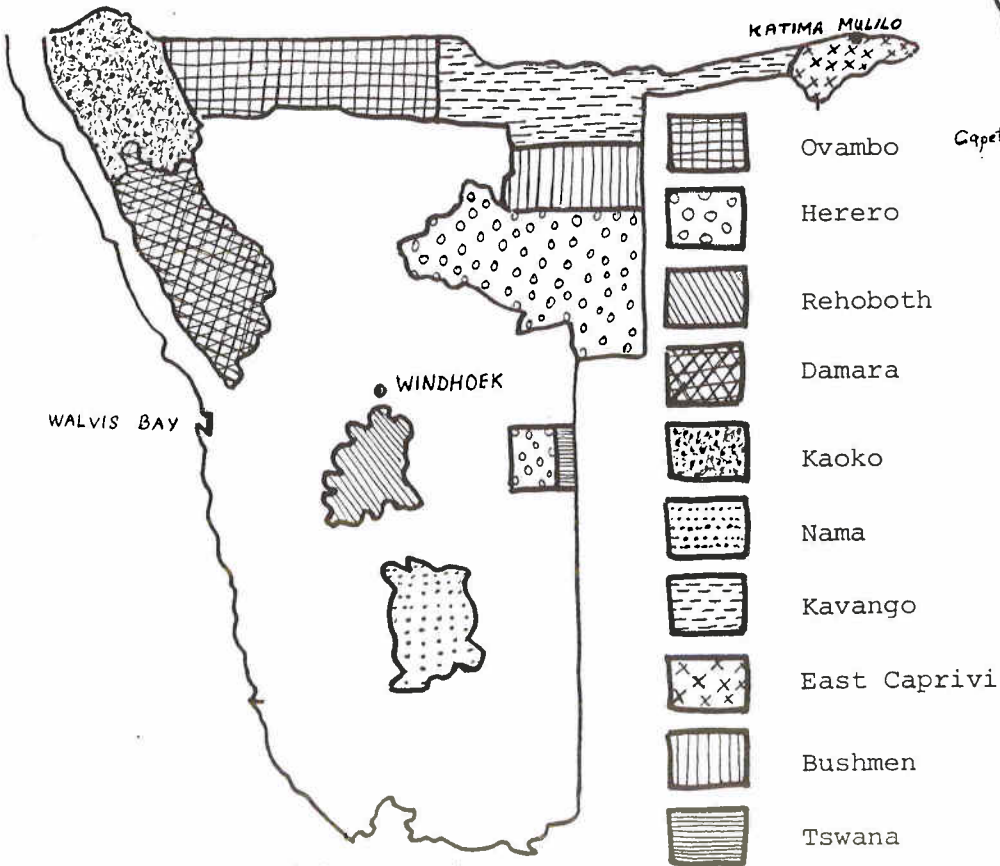 KATIMA MULILO
Ovambo
Herero
Rehoboth
Damara
WINDHOEK
WALVIS BAY
Kaoko
Nama
Kavango
East Caprivi
Bushmen
Tswana